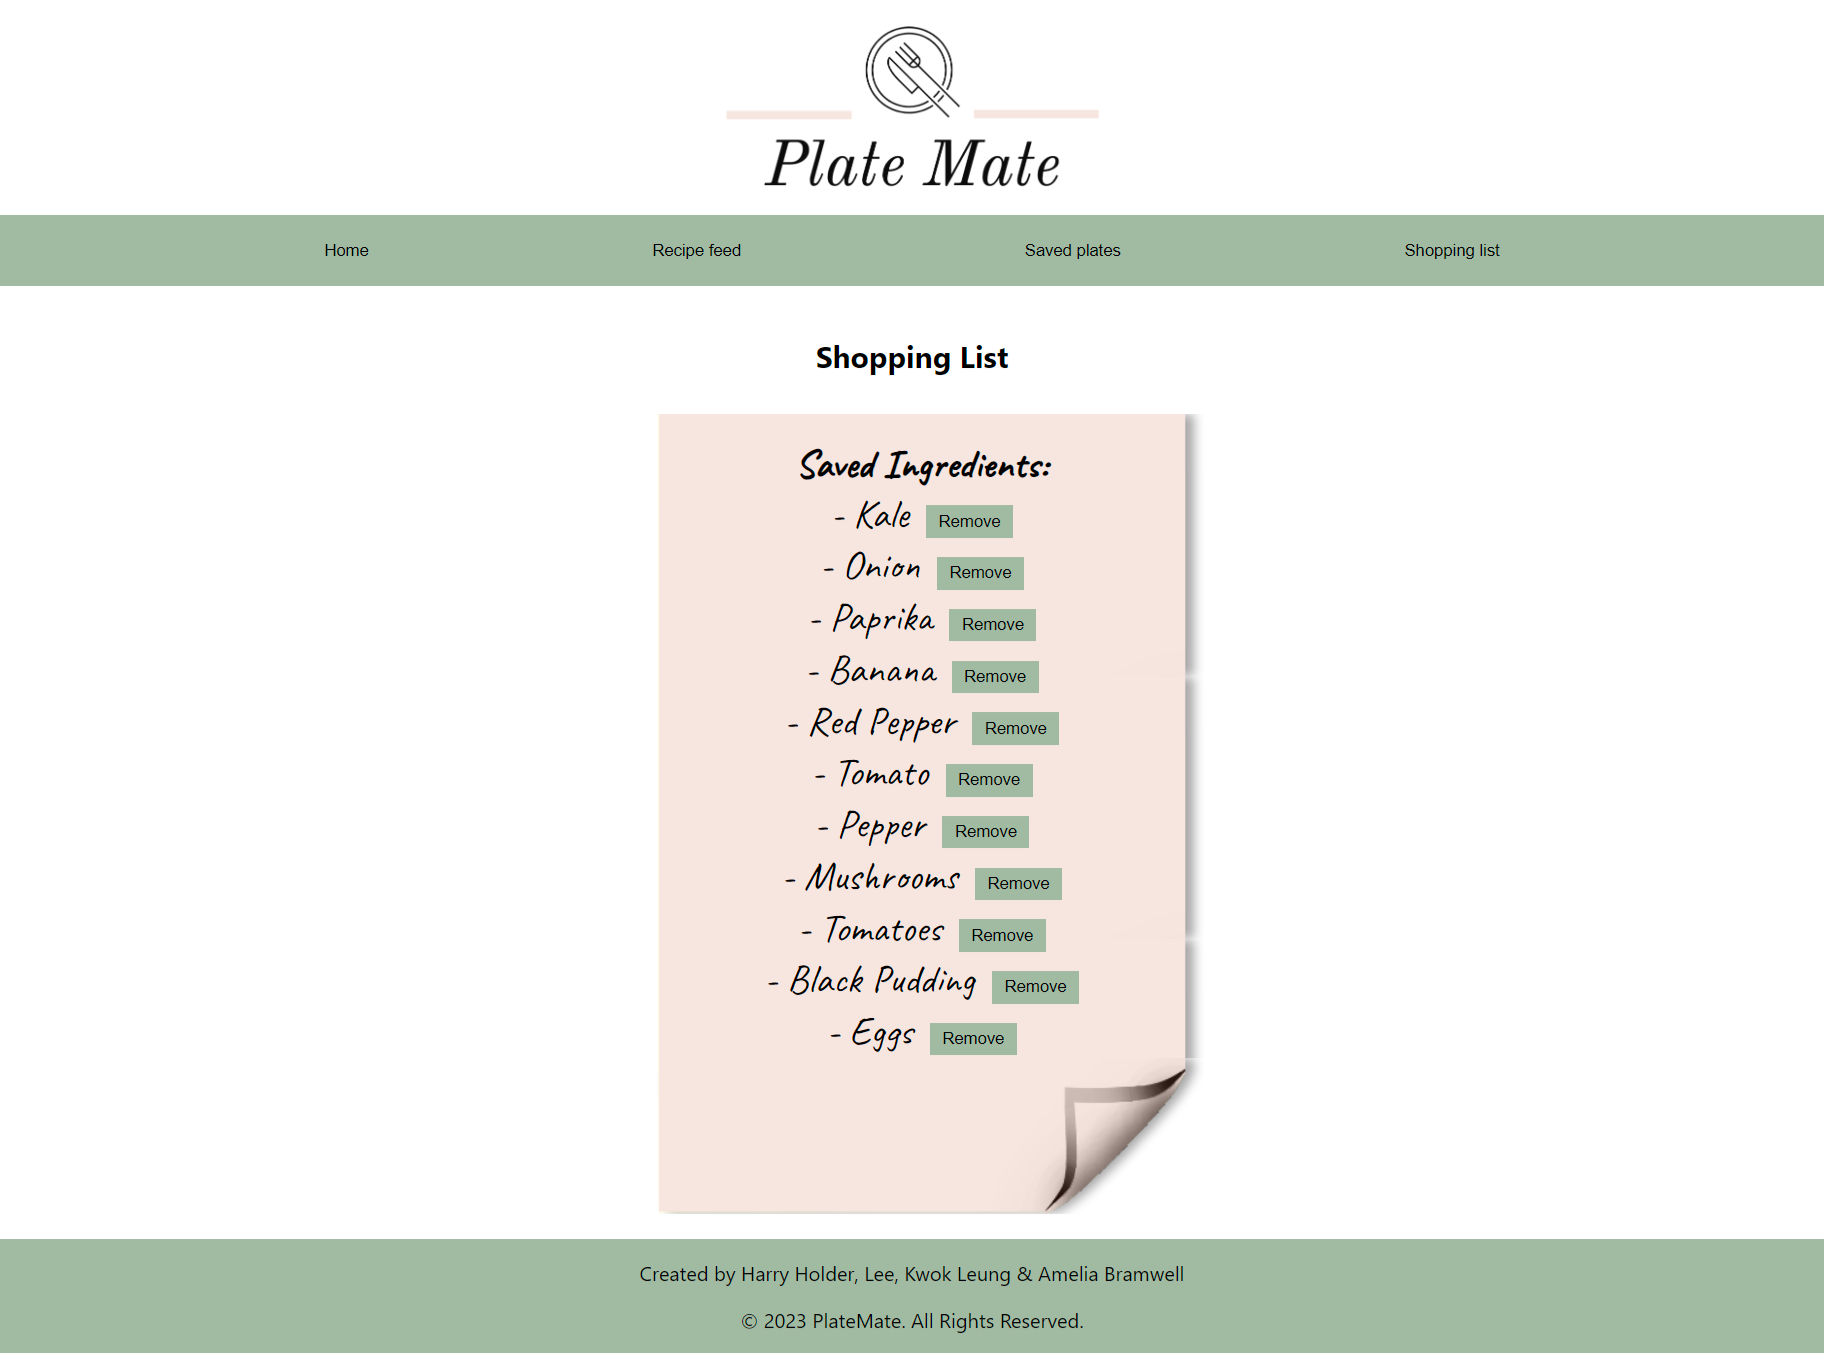 Plate Mate
Home Recipe feed Saved plates Shopping list
Shopping List
Saved Ingredients:
- Kale Remove
- Onion Remove
- Paprika Remove
- Banana Remove
- Red Pepper Remove
- Tomato Remove
- Pepper Remove
- Mushrooms Remove
- Tomatoes Remove
- Black Pudding Remove
- Eggs Remove
Created by Harry Holder, Lee, Kwok Leung & Amelia Bramwell
© 2023 PlateMate. All Rights Reserved.